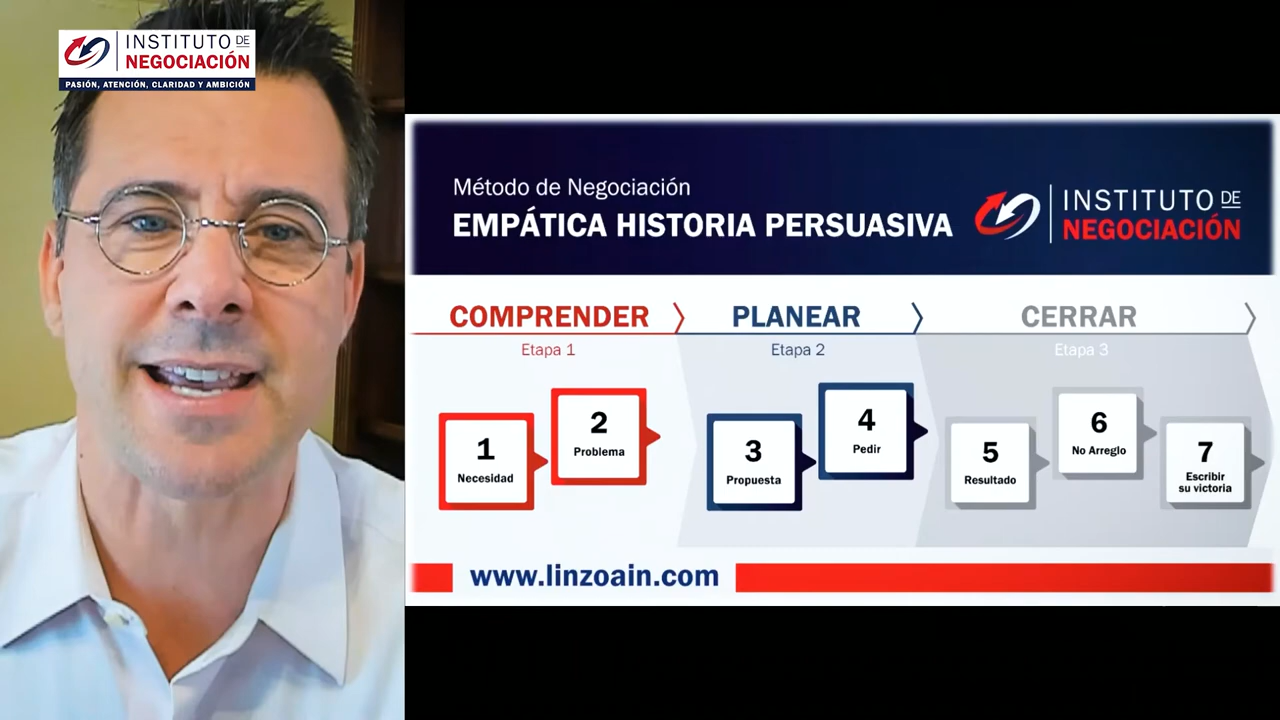 INSTITUTO DE
NEGOCIACIÓN
PASIÓN, ATENCIÓN, CLARIDAD Y AMBICIÓN
Método de Negociación
EMPÁTICA HISTORIA PERSUASIVA
INSTITUTO DE
NEGOCIACIÓN
COMPRENDER
PLANEAR
CERRAR
Etapa 1
Etapa 2
Etapa 3
1
Necesidad
2
Problema
3
Propuesta
4
Pedir
5
Resultado
6
No Arreglo
7
Escribir
su victoria
www.linzoain.com